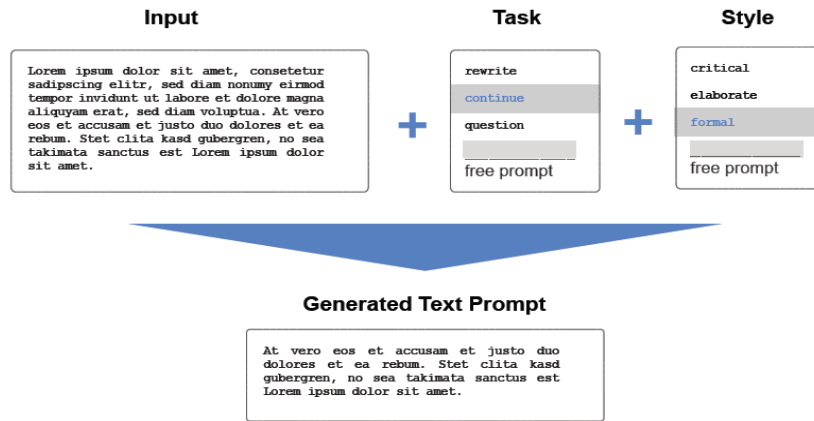 Input
Task
Style
Lorem ipsum dolor sit amet, consetetur
sadipscing elitr, sed diam nonumy eirmod
tempor invidunt ut labore et dolore magna
aliquyam erat, sed diam voluptua. At vero
eos et accusam et justo duo dolores et ea
rebum. Stet clita kasd gubergren, no sea
takimata sanctus est Lorem ipsum dolor
sit amet.
+
rewrite
continue
question
free prompt
+
critical
elaborate
formal
free prompt
Generated Text Prompt
At vero eos et accusam et justo duo
dolores et ea rebum. Stet clita kasd
gubergren, no sea takimata sanctus est
Lorem ipsum dolor sit amet.